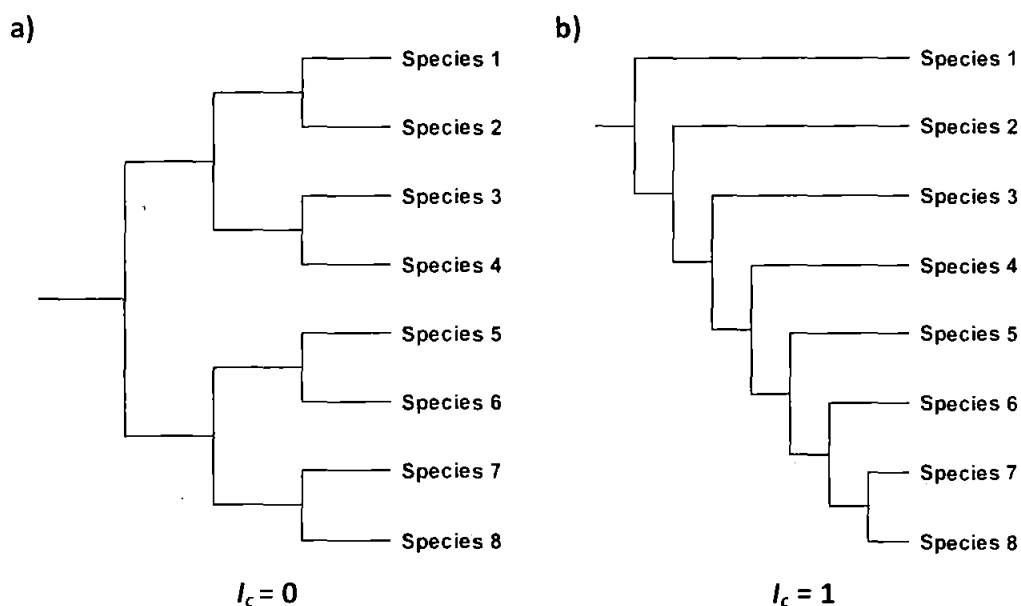 a)
Species 1
Species 2
Species 3
Species 4
Species 5
Species 6
Species 7
Species 8
I_c = 0
b)
Species 1
Species 2
Species 3
Species 4
Species 5
Species 6
Species 7
Species 8
I_c = 1